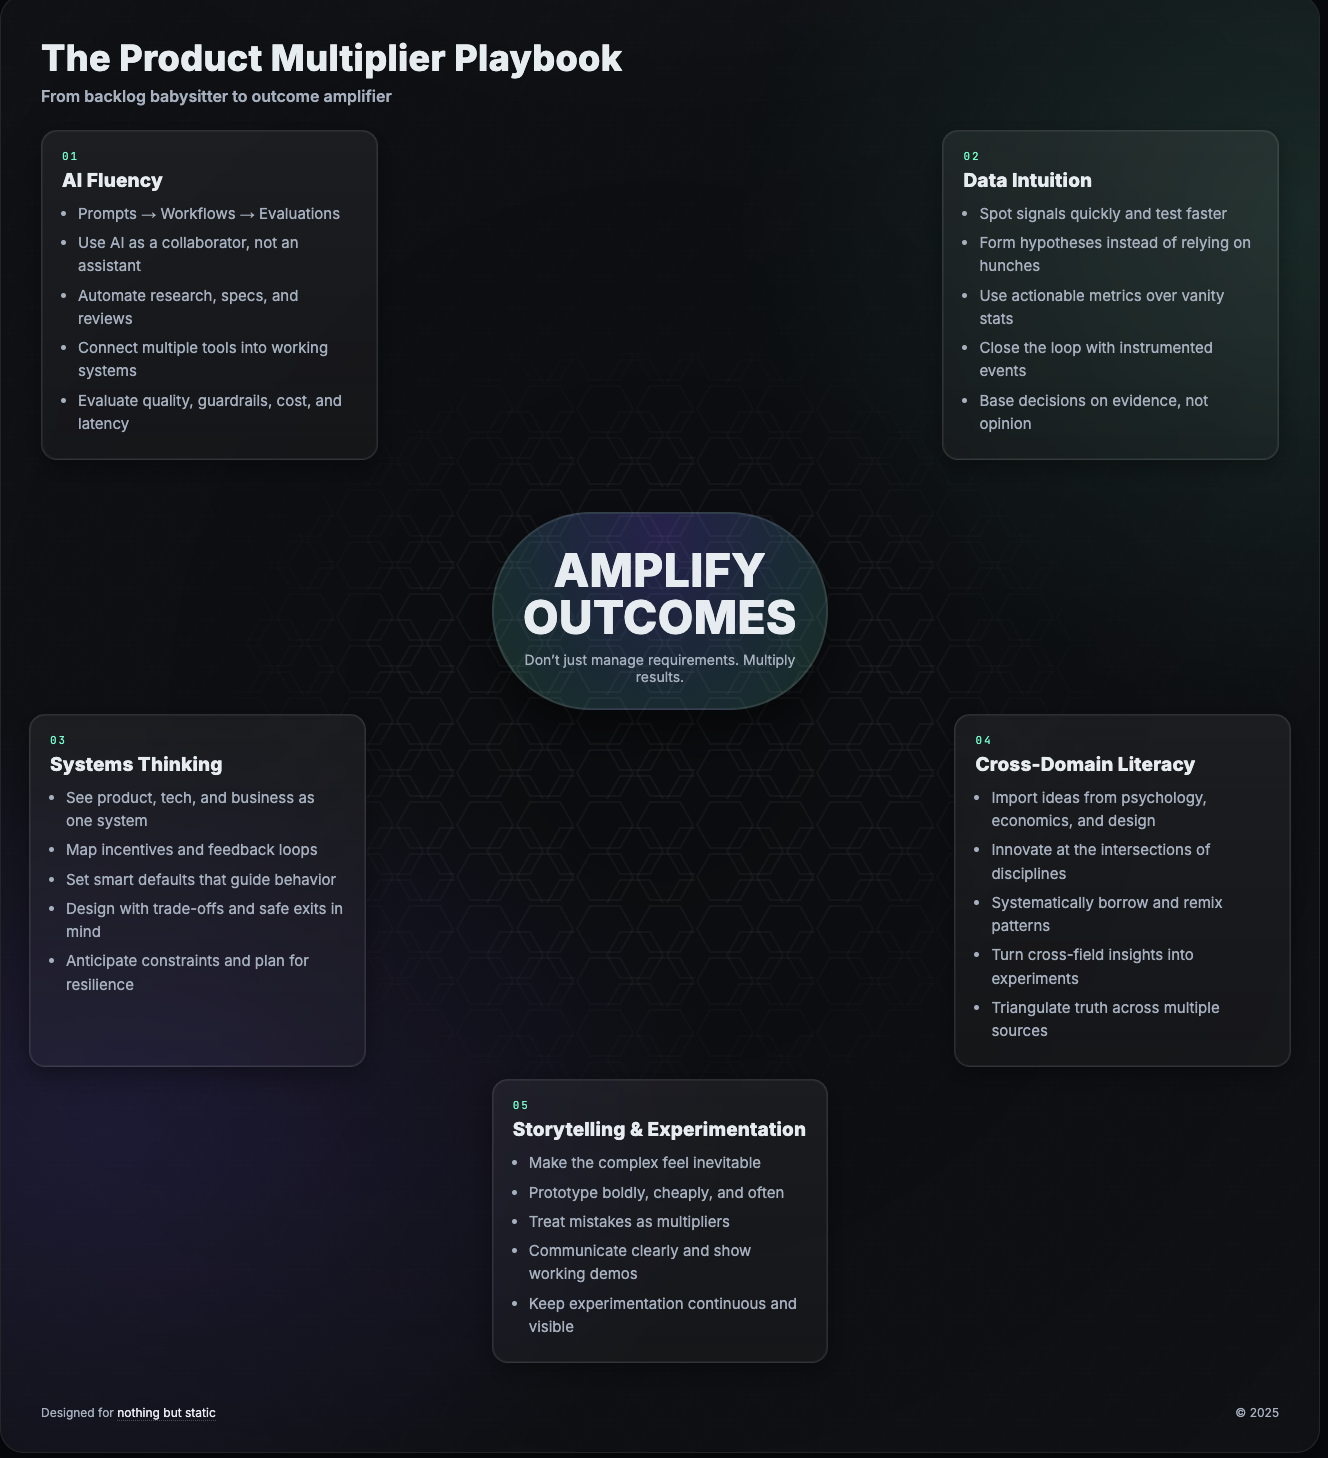 The Product Multiplier Playbook
From backlog babysitter to outcome amplifier
01
AI Fluency
• Prompts → Workflows → Evaluations
• Use AI as a collaborator, not an
assistant
• Automate research, specs, and
reviews
• Connect multiple tools into working
systems
• Evaluate quality, guardrails, cost, and
latency
02
Data Intuition
• Spot signals quickly and test faster
• Form hypotheses instead of relying on
hunches
• Use actionable metrics over vanity
stats
• Close the loop with instrumented
events
• Base decisions on evidence, not
opinion
AMPLIFY
OUTCOMES
Don’t just manage requirements. Multiply
results.
03
Systems Thinking
• See product, tech, and business as
one system
• Map incentives and feedback loops
• Set smart defaults that guide behavior
• Design with trade-offs and safe exits in
mind
• Anticipate constraints and plan for
resilience
04
Cross-Domain Literacy
• Import ideas from psychology,
economics, and design
• Innovate at the intersections of
disciplines
• Systematically borrow and remix
patterns
• Turn cross-field insights into
experiments
• Triangulate truth across multiple
sources
05
Storytelling & Experimentation
• Make the complex feel inevitable
• Prototype boldly, cheaply, and often
• Treat mistakes as multipliers
• Communicate clearly and show
working demos
• Keep experimentation continuous and
visible
Designed for nothing but static
© 2025